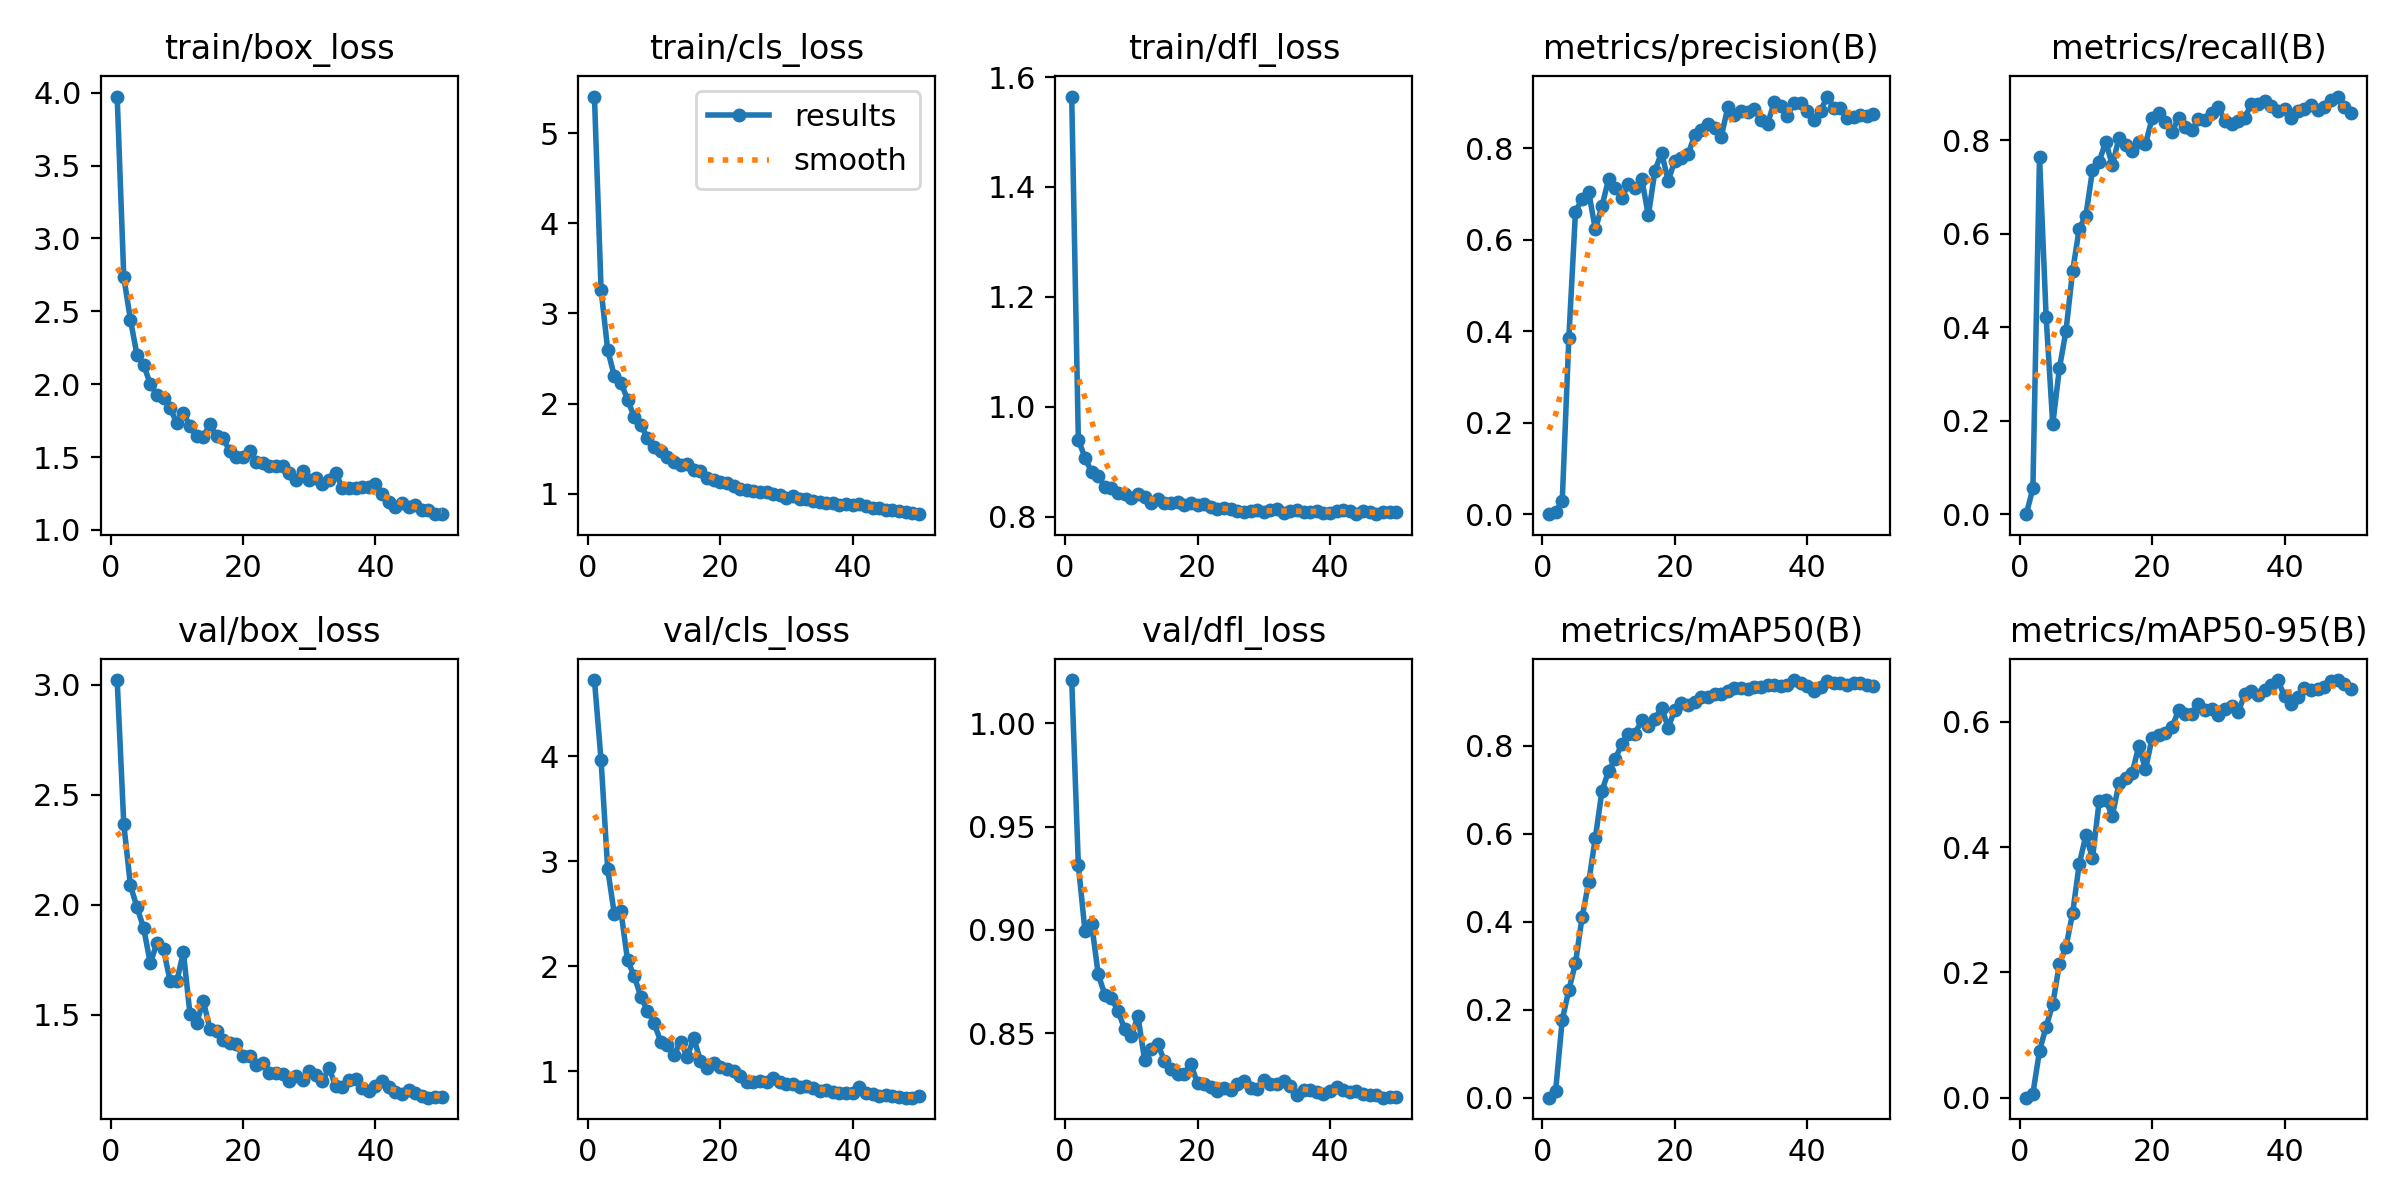 train/box_loss
4.0
3.5
3.0
2.5
2.0
1.5
1.0
0 20 40
train/cls_loss
results
smooth
5
4
3
2
1
0 20 40
train/dfl_loss
1.6
1.4
1.2
1.0
0.8
0 20 40
metrics/precision(B)
0.8
0.6
0.4
0.2
0.0
0 20 40
metrics/recall(B)
0.8
0.6
0.4
0.2
0.0
0 20 40
val/box_loss
3.0
2.5
2.0
1.5
0 20 40
val/cls_loss
4
3
2
1
0 20 40
val/dfl_loss
1.00
0.95
0.90
0.85
0 20 40
metrics/mAP50(B)
0.8
0.6
0.4
0.2
0.0
0 20 40
metrics/mAP50-95(B)
0.6
0.4
0.2
0.0
0 20 40